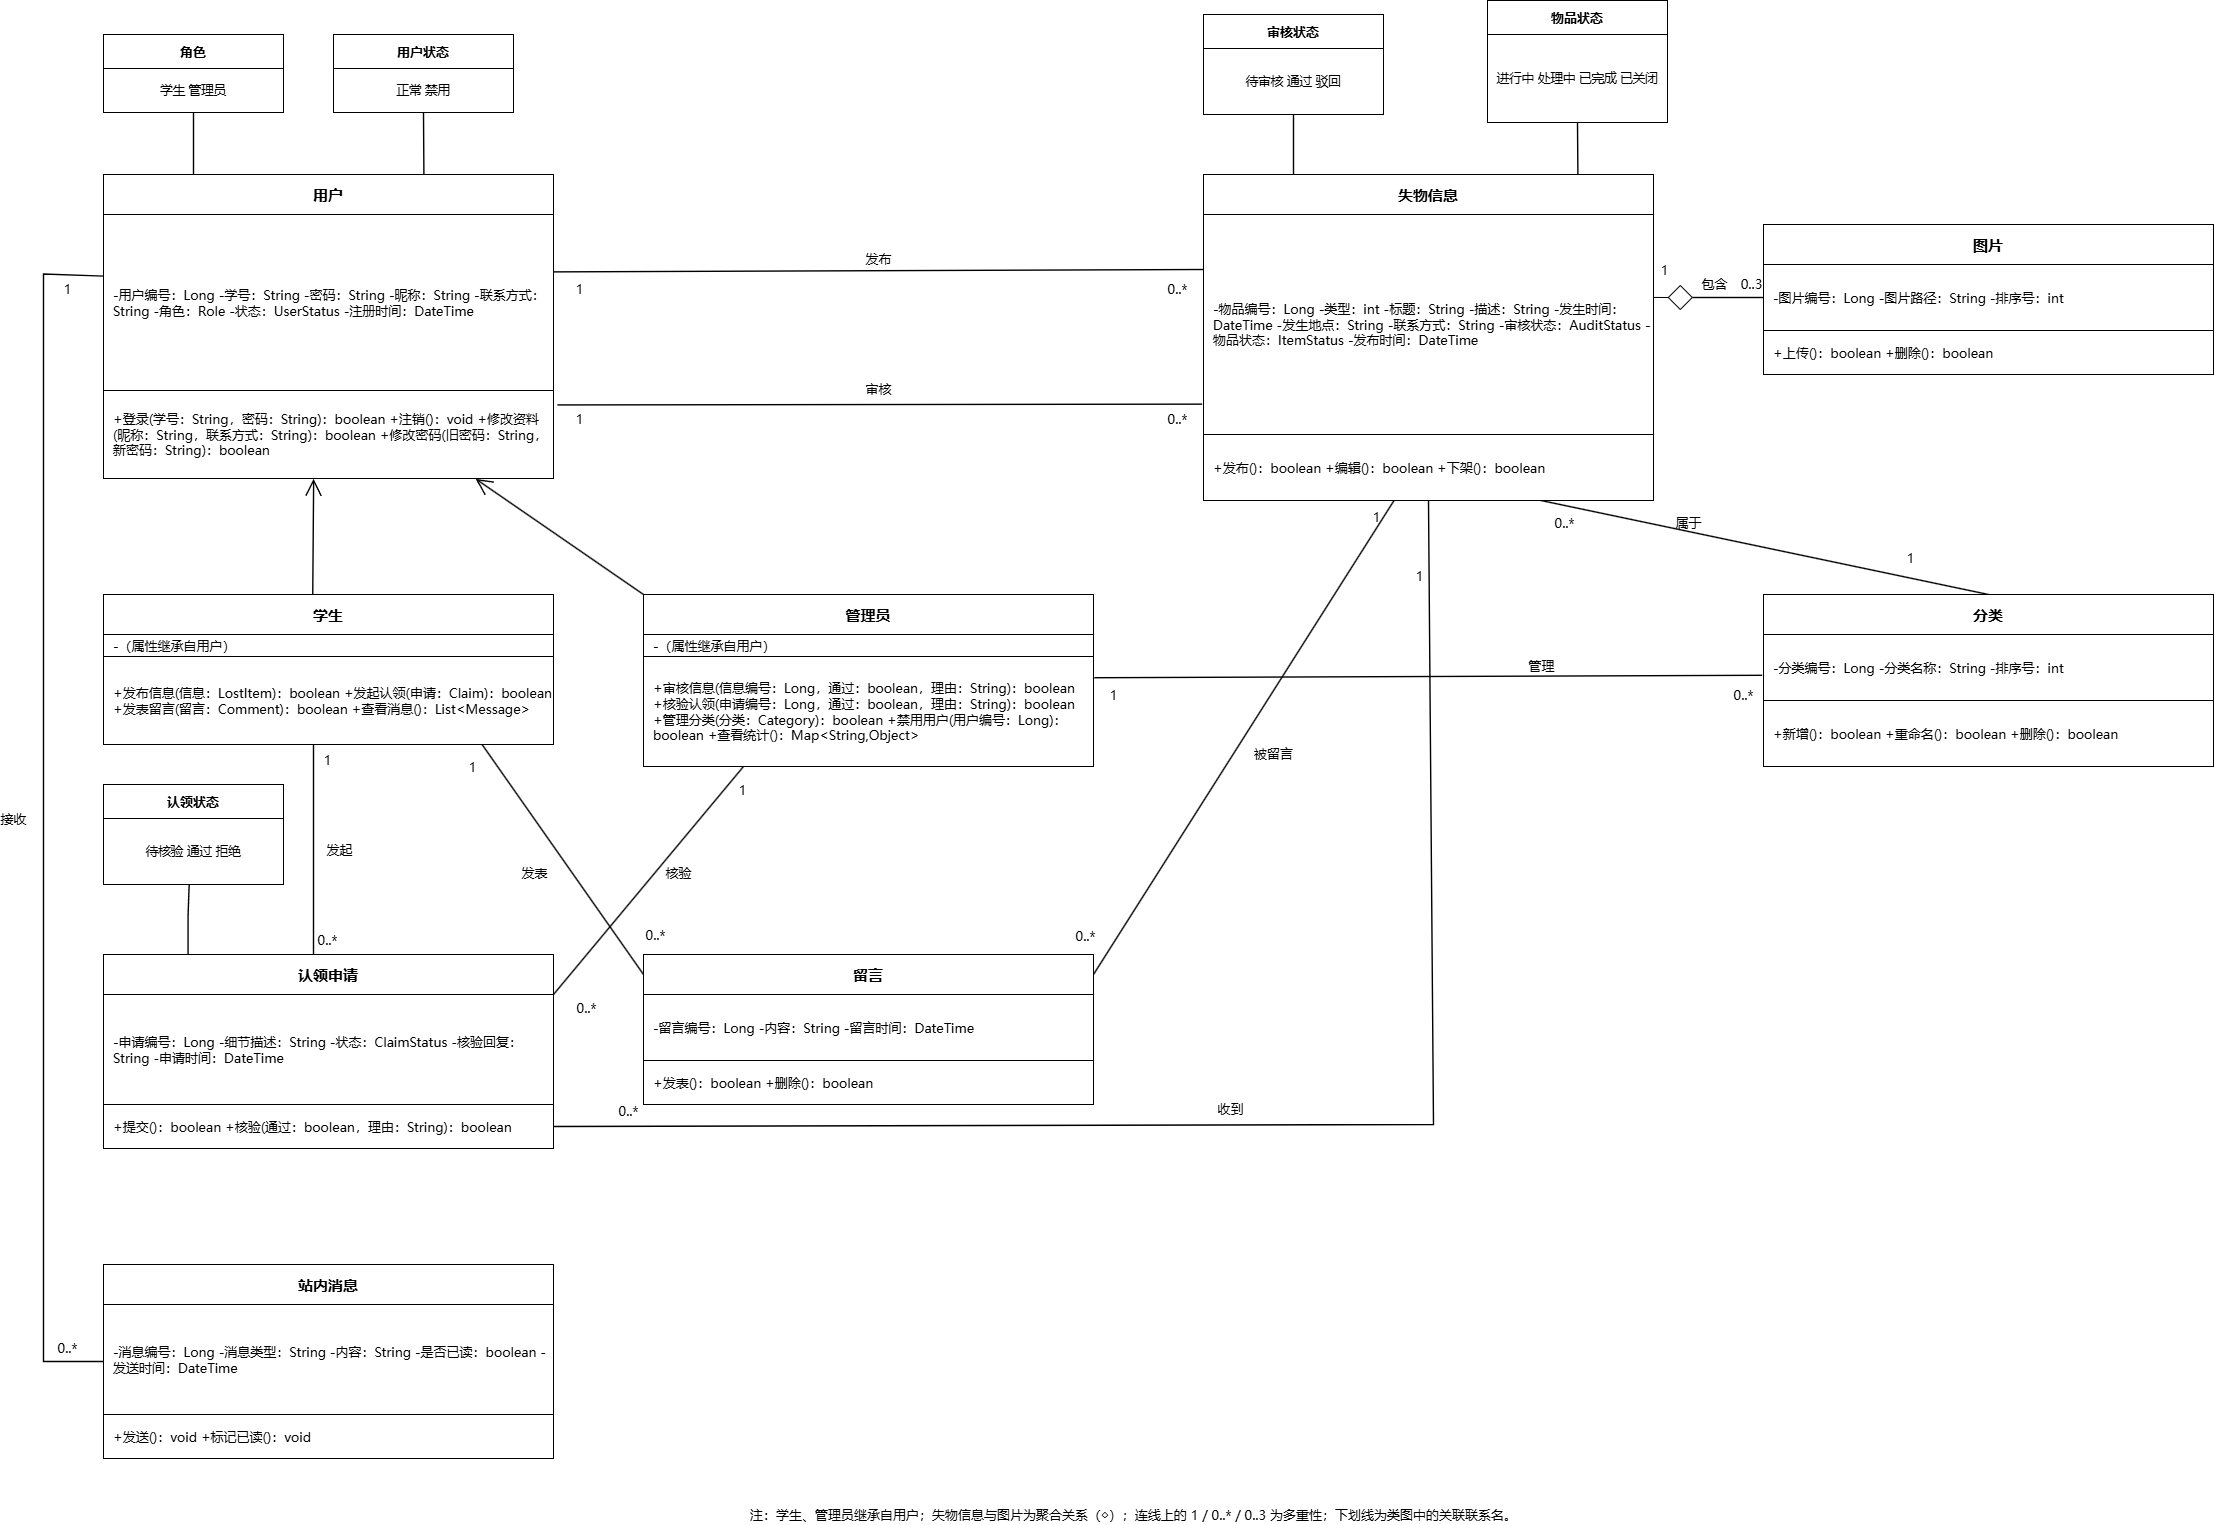 角色
学生 管理员
用户状态
正常 禁用
审核状态
待审核 通过 驳回
物品状态
进行中 处理中 已完成 已关闭
用户
-用户编号：Long -学号：String -密码：String -昵称：String -联系方式：
String -角色：Role -状态：UserStatus -注册时间：DateTime
+登录(学号：String，密码：String)：boolean +注销()：void +修改资料
(昵称：String，联系方式：String)：boolean +修改密码(旧密码：String，
新密码：String)：boolean
1
发布
1
0..*
审核
1
0..*
失物信息
-物品编号：Long -类型：int -标题：String -描述：String -发生时间：
DateTime -发生地点：String -联系方式：String -审核状态：AuditStatus -
物品状态：ItemStatus -发布时间：DateTime
+发布()：boolean +编辑()：boolean +下架()：boolean
1
包含
0..3
图片
-图片编号：Long -图片路径：String -排序号：int
+上传()：boolean +删除()：boolean
1
0..*
属于
1
1
学生
-（属性继承自用户）
+发布信息(信息：LostItem)：boolean +发起认领(申请：Claim)：boolean
+发表留言(留言：Comment)：boolean +查看消息()：List<Message>
管理员
-（属性继承自用户）
+审核信息(信息编号：Long，通过：boolean，理由：String)：boolean
+核验认领(申请编号：Long，通过：boolean，理由：String)：boolean
+管理分类(分类：Category)：boolean +禁用用户(用户编号：Long)：
boolean +查看统计()：Map<String,Object>
管理
1
0..*
分类
-分类编号：Long -分类名称：String -排序号：int
+新增()：boolean +重命名()：boolean +删除()：boolean
1
1
1
被留言
认领状态
待核验 通过 拒绝
接收
发起
发表
核验
0..*
0..*
0..*
0..*
认领申请
-申请编号：Long -细节描述：String -状态：ClaimStatus -核验回复：
String -申请时间：DateTime
+提交()：boolean +核验(通过：boolean，理由：String)：boolean
留言
-留言编号：Long -内容：String -留言时间：DateTime
+发表()：boolean +删除()：boolean
0..*
收到
站内消息
-消息编号：Long -消息类型：String -内容：String -是否已读：boolean -
发送时间：DateTime
+发送()：void +标记已读()：void
0..*
注：学生、管理员继承自用户；失物信息与图片为聚合关系（◇）；连线上的 1 / 0..* / 0..3 为多重性；下划线为类图中的关联联系名。